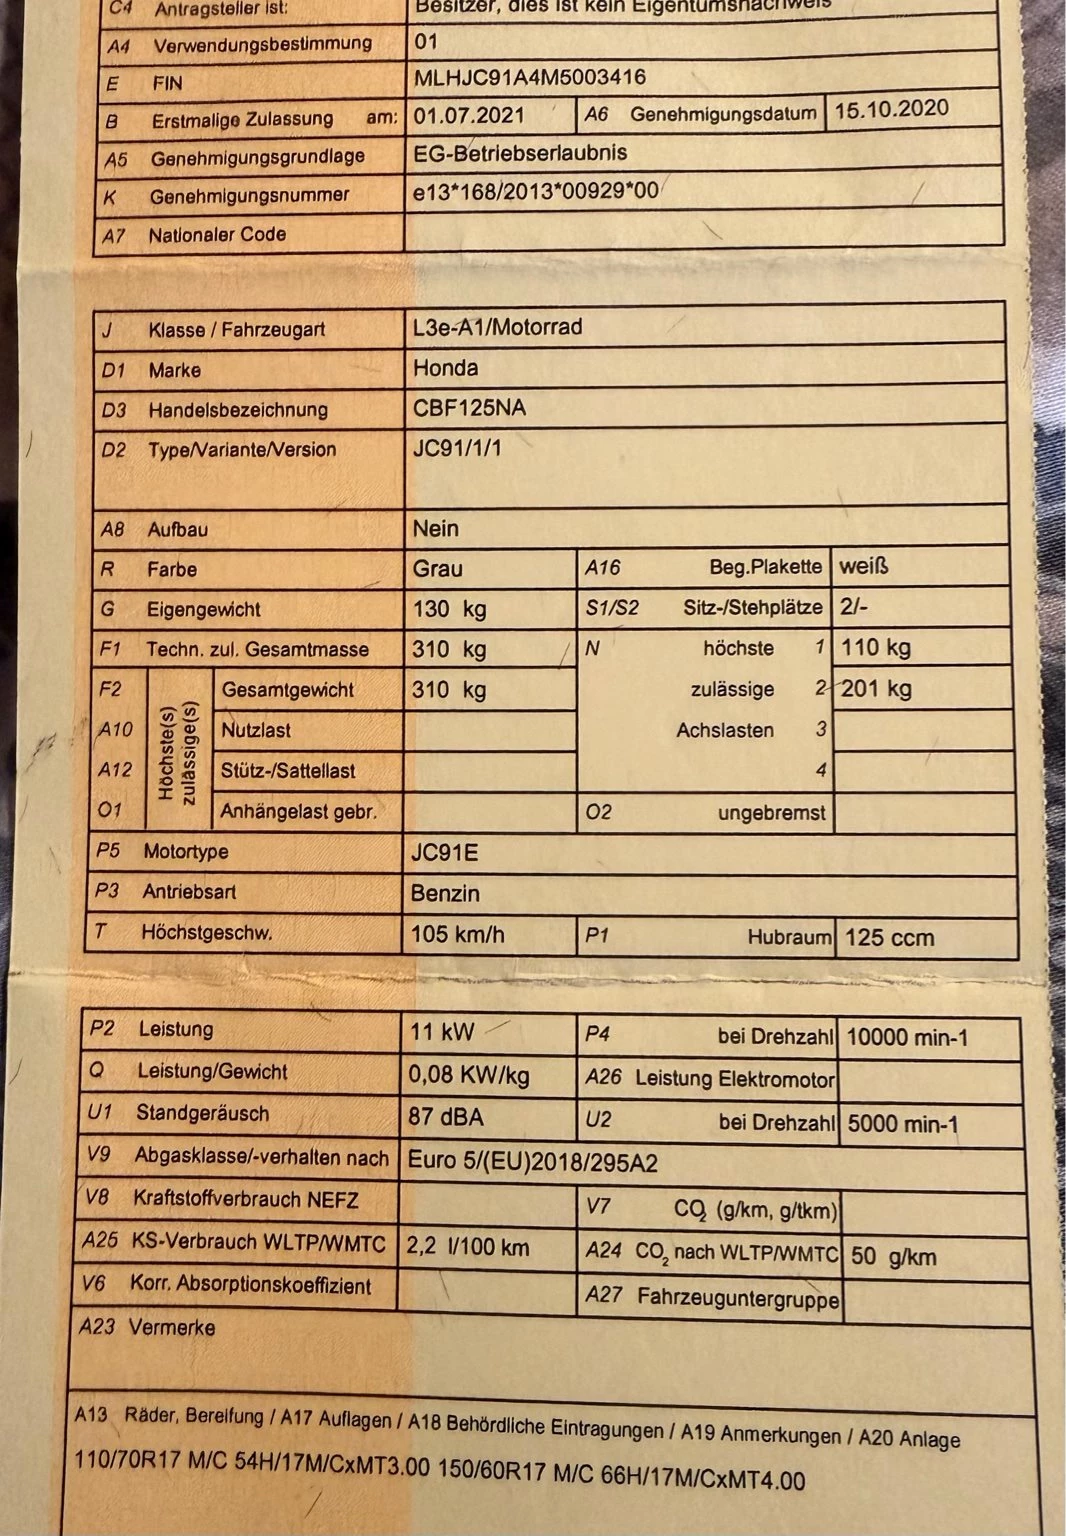 C4 Antragsteller ist: Besitzer, dies ist kein Eigentumsnachweis
A4 Verwendungsbestimmung 01
E FIN MLHJC91A4M5003416
B Erstmalige Zulassung am: 01.07.2021 A6 Genehmigungsdatum 15.10.2020
A5 Genehmigungsgrundlage EG-Betriebserlaubnis
K Genehmigungsnummer e13*168/2013*00929*00
A7 Nationaler Code
J Klasse / Fahrzeugart L3e-A1/Motorrad
D1 Marke Honda
D3 Handelsbezeichnung CBF125NA
D2 Type/Variante/Version JC91/1/1
A8 Aufbau Nein
R Farbe Grau A16 Beg.Plakette weiß
G Eigengewicht 130 kg S1/S2 Sitz-/Stehplätze 2/-
F1 Techn. zul. Gesamtmasse 310 kg N höchste 1 110 kg
F2 Höchste(s) zulässige(s) Gesamtgewicht 310 kg zulässige 2 201 kg
A10 Nutzlast Achslasten 3
A12 Stütz-/Sattellast 4
O1 Anhängelast gebr. O2 ungebremst
P5 Motortype JC91E
P3 Antriebsart Benzin
T Höchstgeschw. 105 km/h P1 Hubraum 125 ccm
P2 Leistung 11 kW P4 bei Drehzahl 10000 min-1
Q Leistung/Gewicht 0,08 KW/kg A26 Leistung Elektromotor
U1 Standgeräusch 87 dBA U2 bei Drehzahl 5000 min-1
V9 Abgasklasse/-verhalten nach Euro 5/(EU)2018/295A2
V8 Kraftstoffverbrauch NEFZ V7 CO2 (g/km, g/tkm)
A25 KS-Verbrauch WLTP/WMTC 2,2 l/100 km A24 CO2 nach WLTP/WMTC 50 g/km
V6 Korr. Absorptionskoeffizient A27 Fahrzeuguntergruppe
A23 Vermerke
A13 Räder, Bereifung / A17 Auflagen / A18 Behördliche Eintragungen / A19 Anmerkungen / A20 Anlage
110/70R17 M/C 54H/17M/CxMT3.00 150/60R17 M/C 66H/17M/CxMT4.00